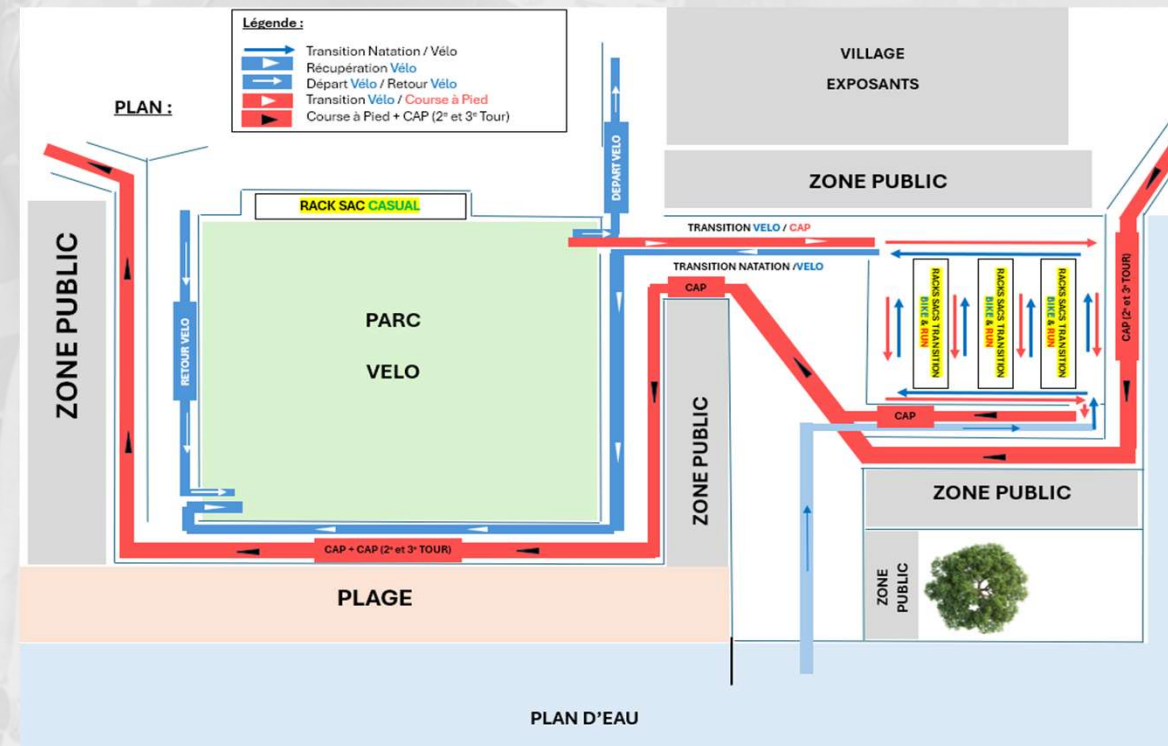 Légende :
Transition Natation / Vélo
Récupération Vélo
Départ Vélo / Retour Vélo
Transition Vélo / Course à Pied
Course à Pied + CAP (2e et 3e Tour)
PLAN :
VILLAGE
EXPOSANTS
ZONE PUBLIC
DEPART VELO
RACK SAC CASUAL
TRANSITION VELO / CAP
TRANSITION NATATION /VELO
CAP
ZONE PUBLIC
RETOUR VELO
PARC
VELO
RACKS SACS TRANSITION
BIKE & RUN
RACKS SACS TRANSITION
BIKE & RUN
RACKS SACS TRANSITION
BIKE & RUN
CAP (2e et 3e TOUR)
CAP
ZONE PUBLIC
ZONE PUBLIC
CAP + CAP (2e et 3e TOUR)
ZONE
PUBLIC
PLAGE
PLAN D'EAU